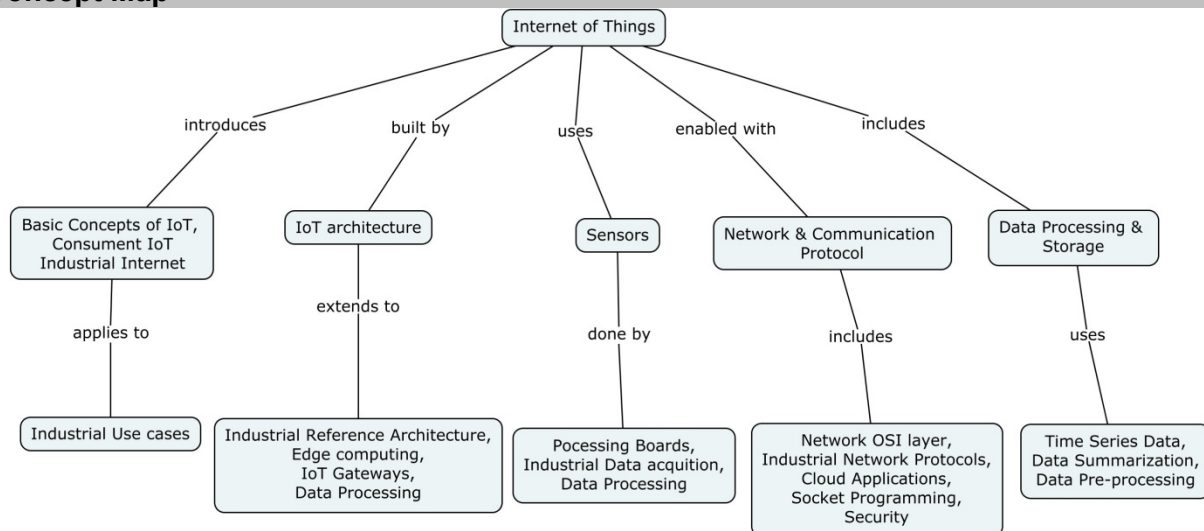 Concept Map
Internet of Things
introduces
built by
uses
enabled with
includes
Basic Concepts of IoT,
Consument IoT
Industrial Internet
IoT architecture
Sensors
Network & Communication
Protocol
Data Processing &
Storage
applies to
extends to
done by
includes
uses
Industrial Use cases
Industrial Reference Architecture,
Edge computing,
IoT Gateways,
Data Processing
Pocessing Boards,
Industrial Data acquition,
Data Processing
Network OSI layer,
Industrial Network Protocols,
Cloud Applications,
Socket Programming,
Security
Time Series Data,
Data Summarization,
Data Pre-processing